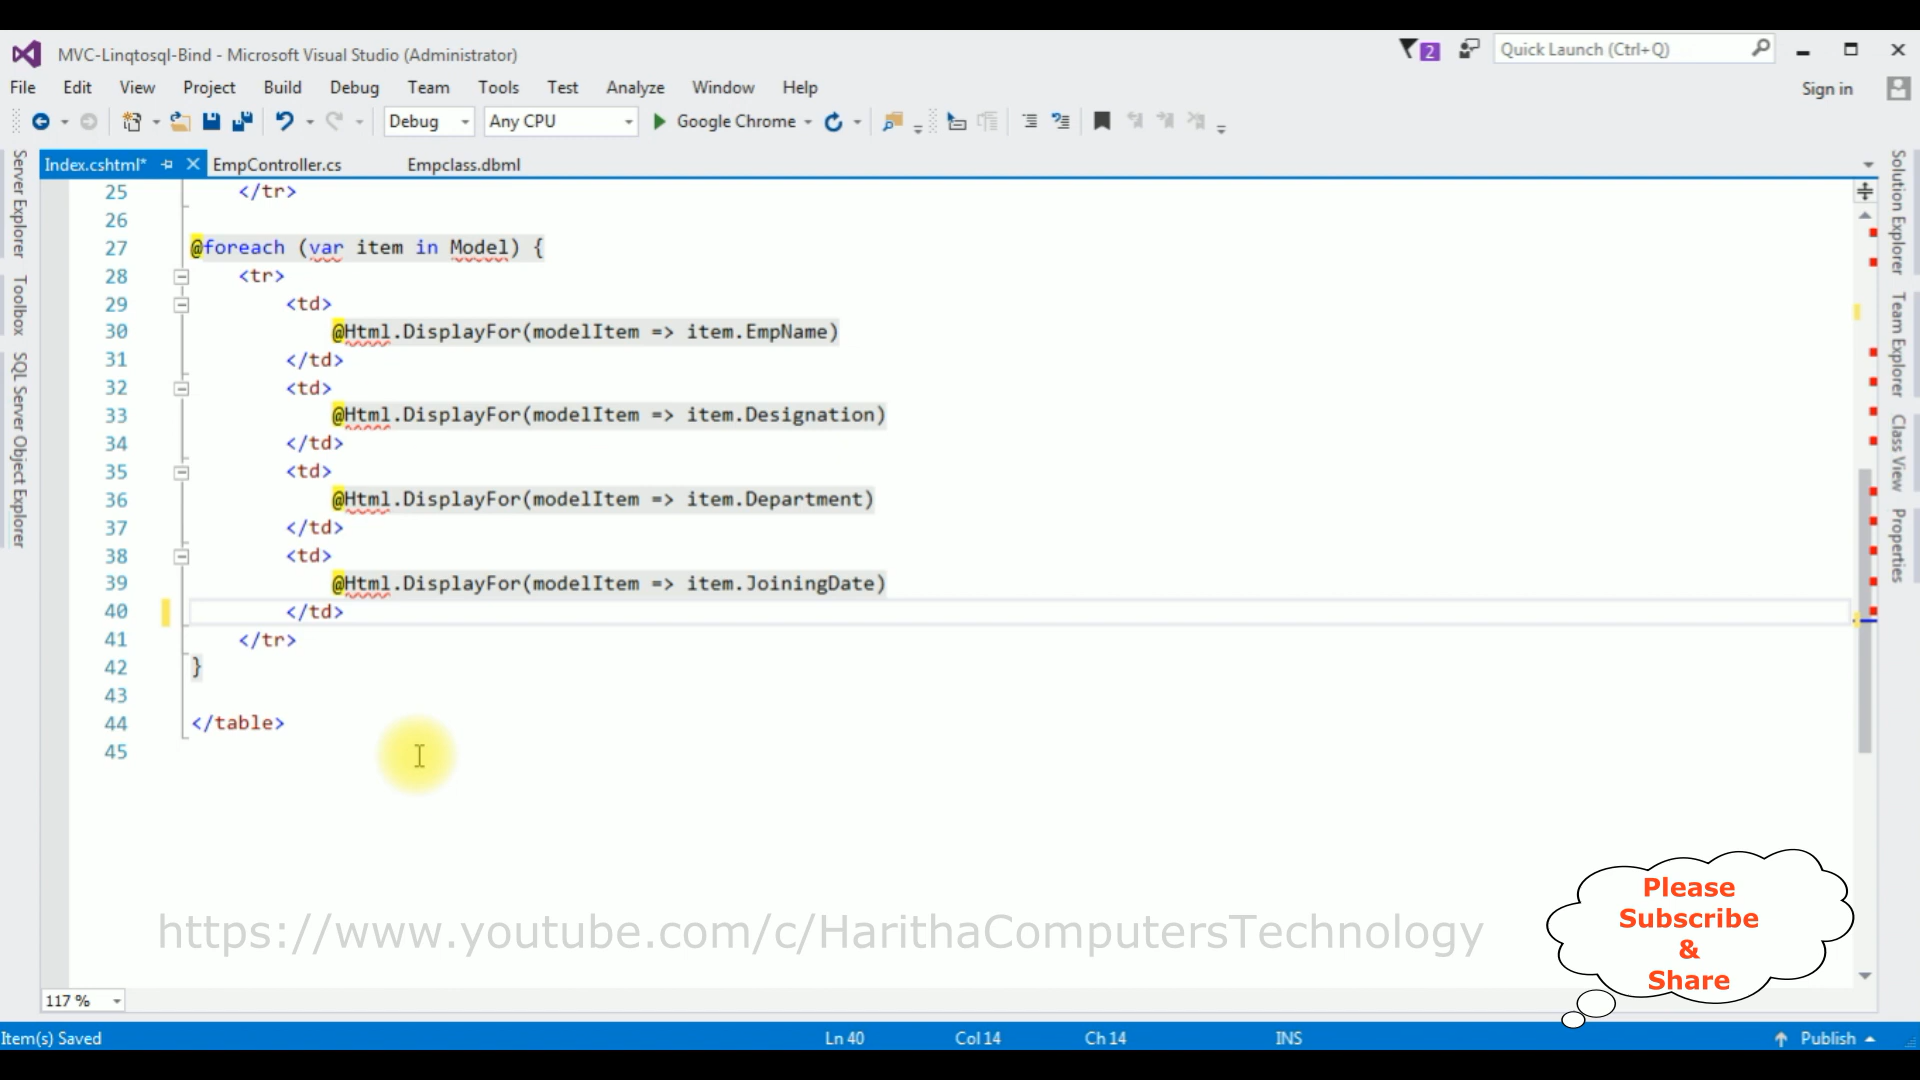 MVC-Linqtosql-Bind - Microsoft Visual Studio (Administrator)
2
Quick Launch (Ctrl+Q)
File Edit View Project Build Debug Team Tools Test Analyze Window Help
Sign in
Debug Any CPU Google Chrome
Index.cshtml* EmpController.cs Empclass.dbml
Server Explorer
Toolbox
SQL Server Object Explorer
25 </tr>
26
27 @foreach (var item in Model) {
28 <tr>
29 <td>
30 @Html.DisplayFor(modelItem => item.EmpName)
31 </td>
32 <td>
33 @Html.DisplayFor(modelItem => item.Designation)
34 </td>
35 <td>
36 @Html.DisplayFor(modelItem => item.Department)
37 </td>
38 <td>
39 @Html.DisplayFor(modelItem => item.JoiningDate)
40 </td>
41 </tr>
42 }
43
44 </table>
45
Solution Explorer
Team Explorer
Class View
Properties
https://www.youtube.com/c/HarithaComputersTechnology
Please
Subscribe
&
Share
117 %
Item(s) Saved Ln 40 Col 14 Ch 14 INS Publish